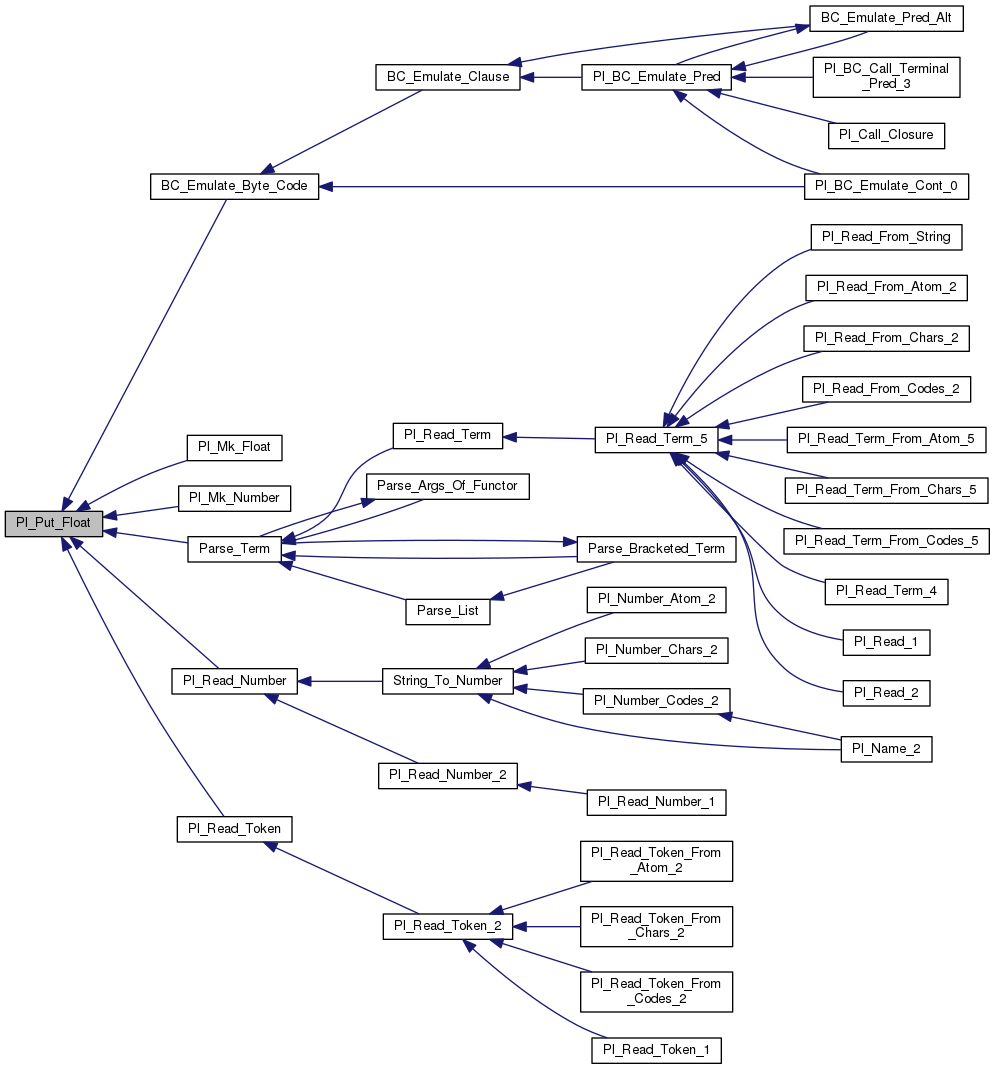 BC_Emulate_Pred_Alt
BC_Emulate_Clause
Pl_BC_Emulate_Pred
Pl_BC_Call_Terminal
_Pred_3
Pl_Call_Closure
BC_Emulate_Byte_Code
Pl_BC_Emulate_Cont_0
Pl_Read_From_String
Pl_Read_From_Atom_2
Pl_Read_From_Chars_2
Pl_Read_From_Codes_2
Pl_Mk_Float
Pl_Read_Term
Pl_Read_Term_5
Pl_Read_Term_From_Atom_5
Pl_Mk_Number
Parse_Args_Of_Functor
Pl_Read_Term_From_Chars_5
Pl_Put_Float
Parse_Term
Parse_Bracketed_Term
Pl_Read_Term_From_Codes_5
Parse_List
Pl_Number_Atom_2
Pl_Read_Term_4
Pl_Number_Chars_2
Pl_Read_1
Pl_Read_Number
String_To_Number
Pl_Number_Codes_2
Pl_Read_2
Pl_Name_2
Pl_Read_Number_2
Pl_Read_Number_1
Pl_Read_Token
Pl_Read_Token_From
_Atom_2
Pl_Read_Token_2
Pl_Read_Token_From
_Chars_2
Pl_Read_Token_From
_Codes_2
Pl_Read_Token_1